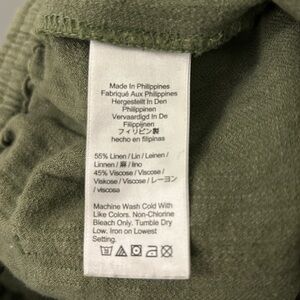 Made In Philippines
Fabriqué Aux Philippines
Hergestellt In Den
Philippinen
Vervaardigd In De
Filippijnen
フィリピン製
hecho en filipinas
55% Linen / Lin / Leinen /
Linnen / 麻 / lino
45% Viscose / Viscose /
Viskose / Viscose / レーヨン
/ viscosa
Machine Wash Cold With
Like Colors. Non-Chlorine
Bleach Only. Tumble Dry
Low. Iron on Lowest
Setting.